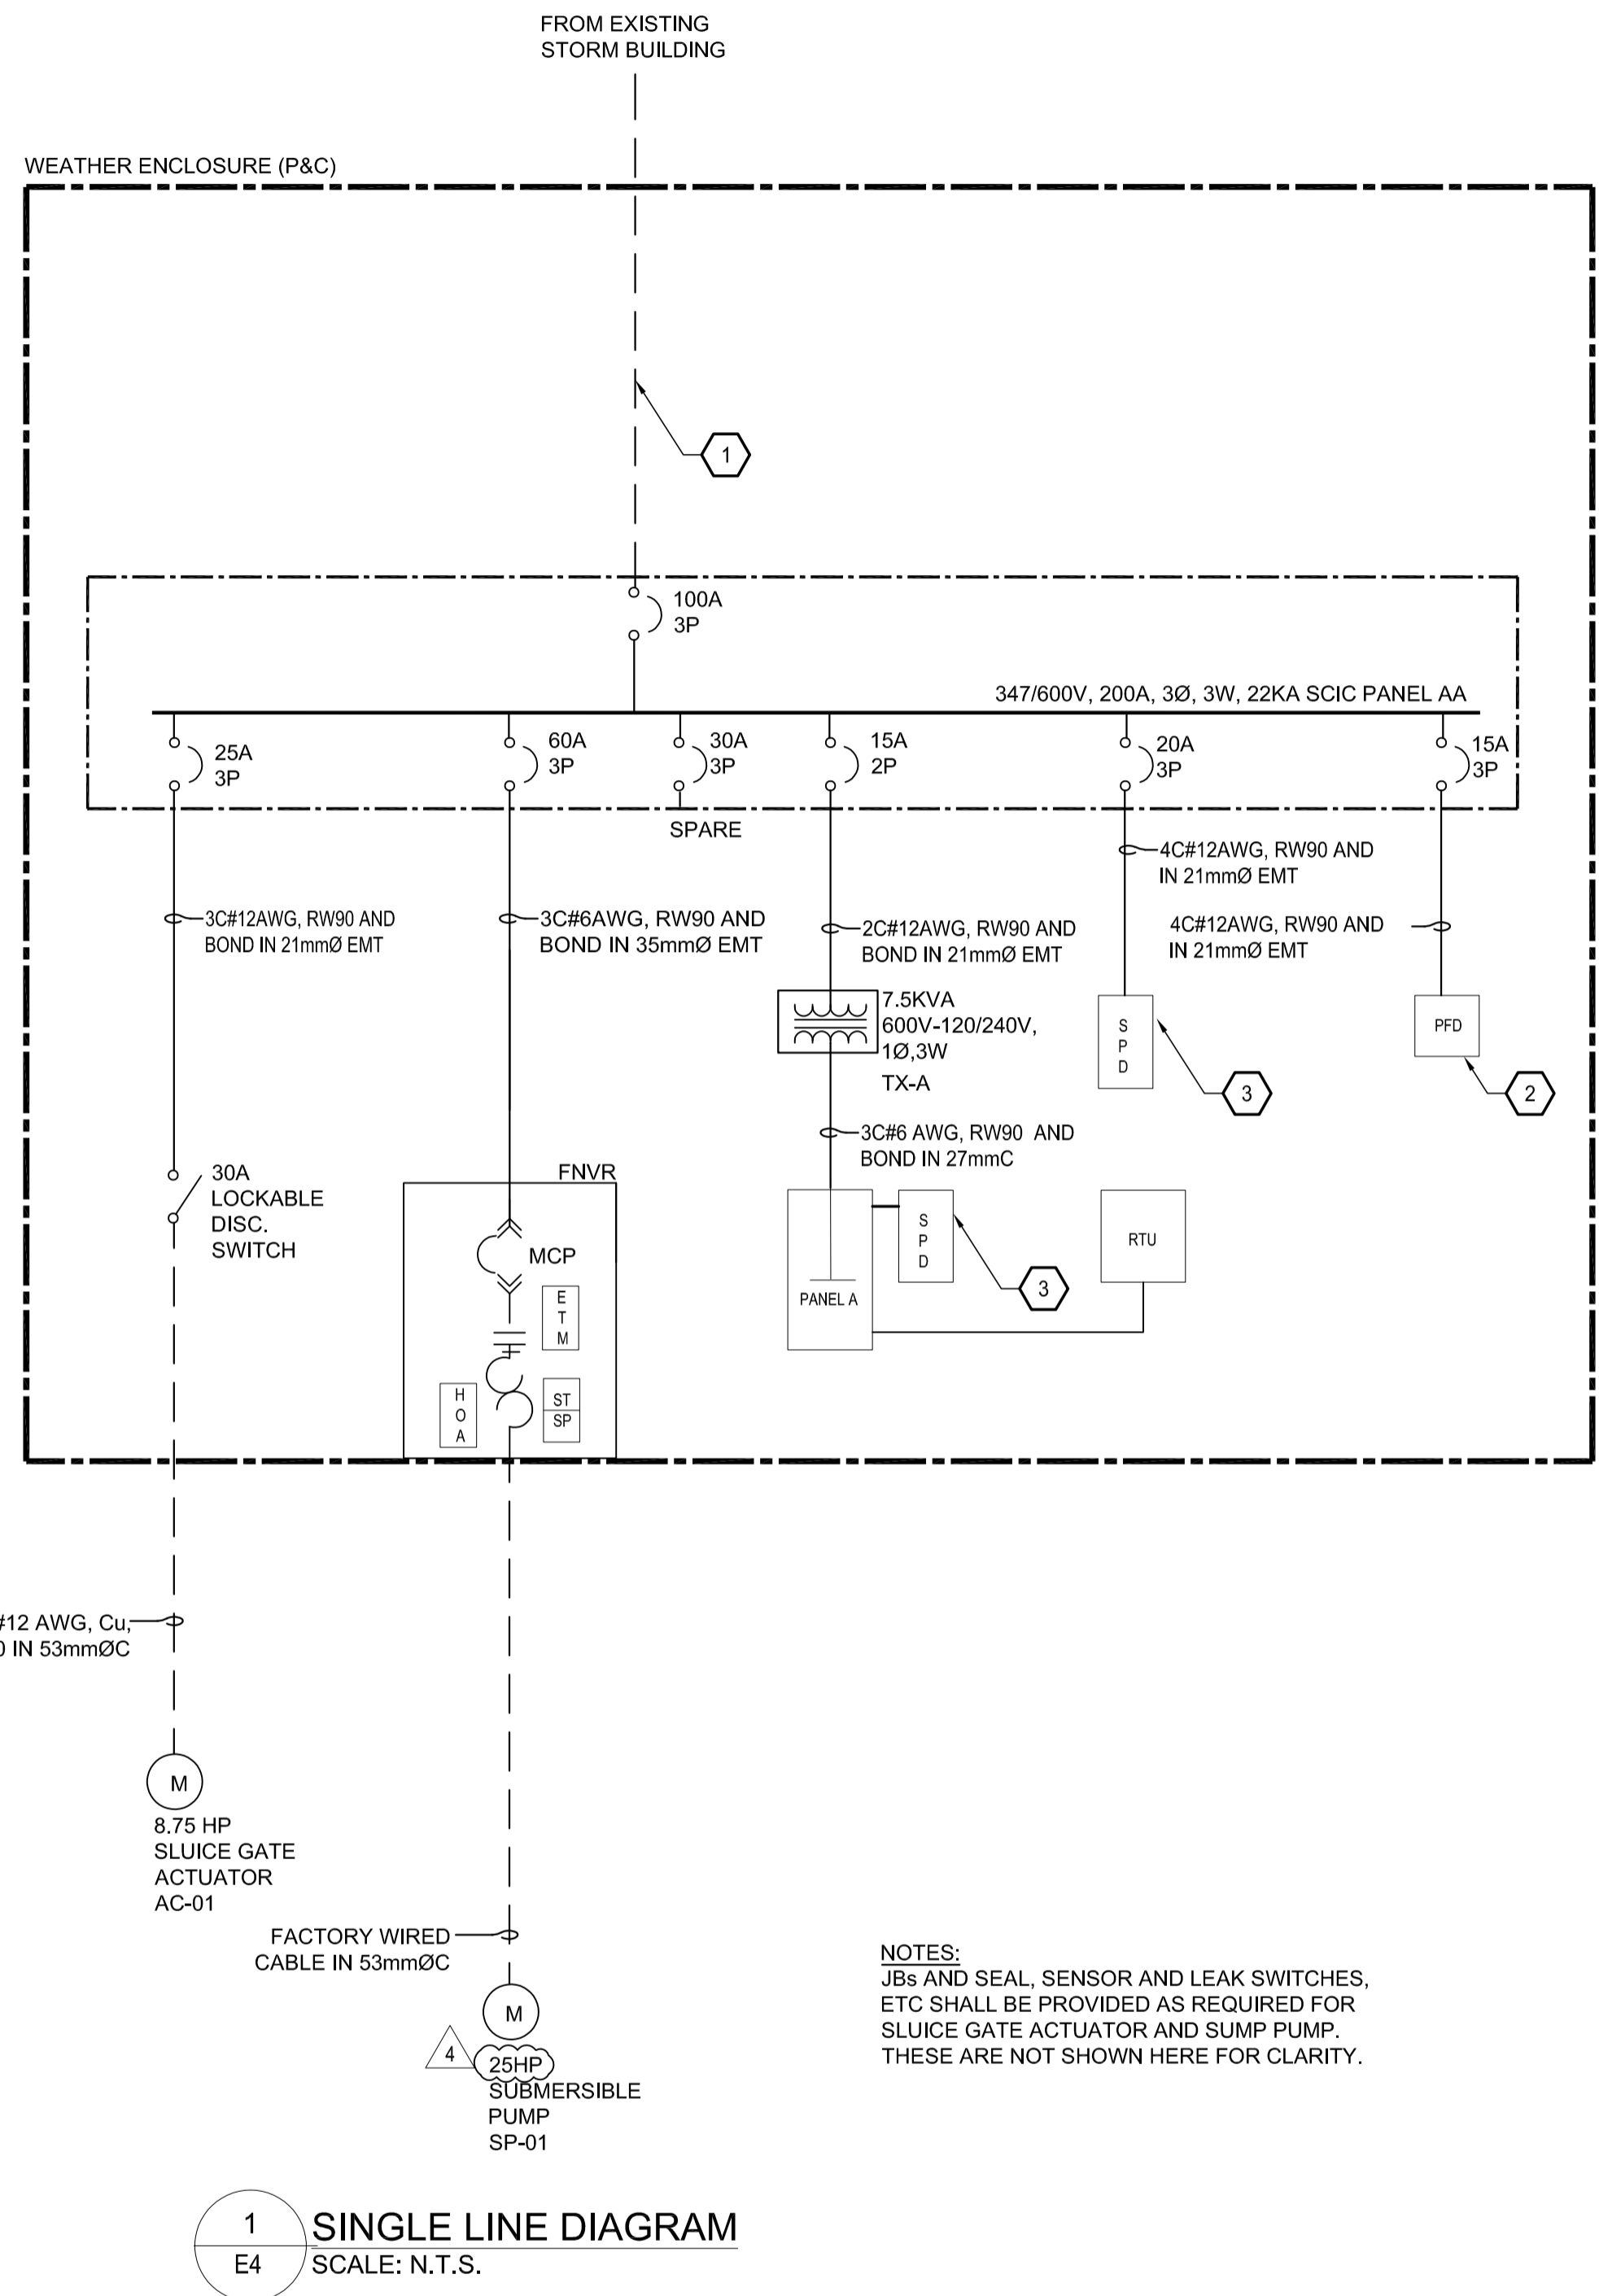 FROM EXISTING
STORM BUILDING
WEATHER ENCLOSURE (P&C)
1
100A
3P
347/600V, 200A, 3Ø, 3W, 22KA SCIC PANEL AA
25A
3P
60A
3P
30A
3P
15A
2P
20A
3P
15A
3P
SPARE
3C#12AWG, RW90 AND
BOND IN 21mmØ EMT
3C#6AWG, RW90 AND
BOND IN 35mmØ EMT
2C#12AWG, RW90 AND
BOND IN 21mmØ EMT
4C#12AWG, RW90 AND
IN 21mmØ EMT
4C#12AWG, RW90 AND
IN 21mmØ EMT
7.5KVA
600V-120/240V,
1Ø,3W
TX-A
S
P
D
3
PFD
2
3C#6 AWG, RW90 AND
BOND IN 27mmC
30A
LOCKABLE
DISC.
SWITCH
FNVR
MCP
E
T
M
H
O
A
ST
SP
PANEL A
S
P
D
3
RTU
#12 AWG, Cu,
IN 53mmØC
M
8.75 HP
SLUICE GATE
ACTUATOR
AC-01
FACTORY WIRED
CABLE IN 53mmØC
M
4
25HP
SUBMERSIBLE
PUMP
SP-01
NOTES:
JBs AND SEAL, SENSOR AND LEAK SWITCHES,
ETC SHALL BE PROVIDED AS REQUIRED FOR
SLUICE GATE ACTUATOR AND SUMP PUMP.
THESE ARE NOT SHOWN HERE FOR CLARITY.
1
E4
SINGLE LINE DIAGRAM
SCALE: N.T.S.